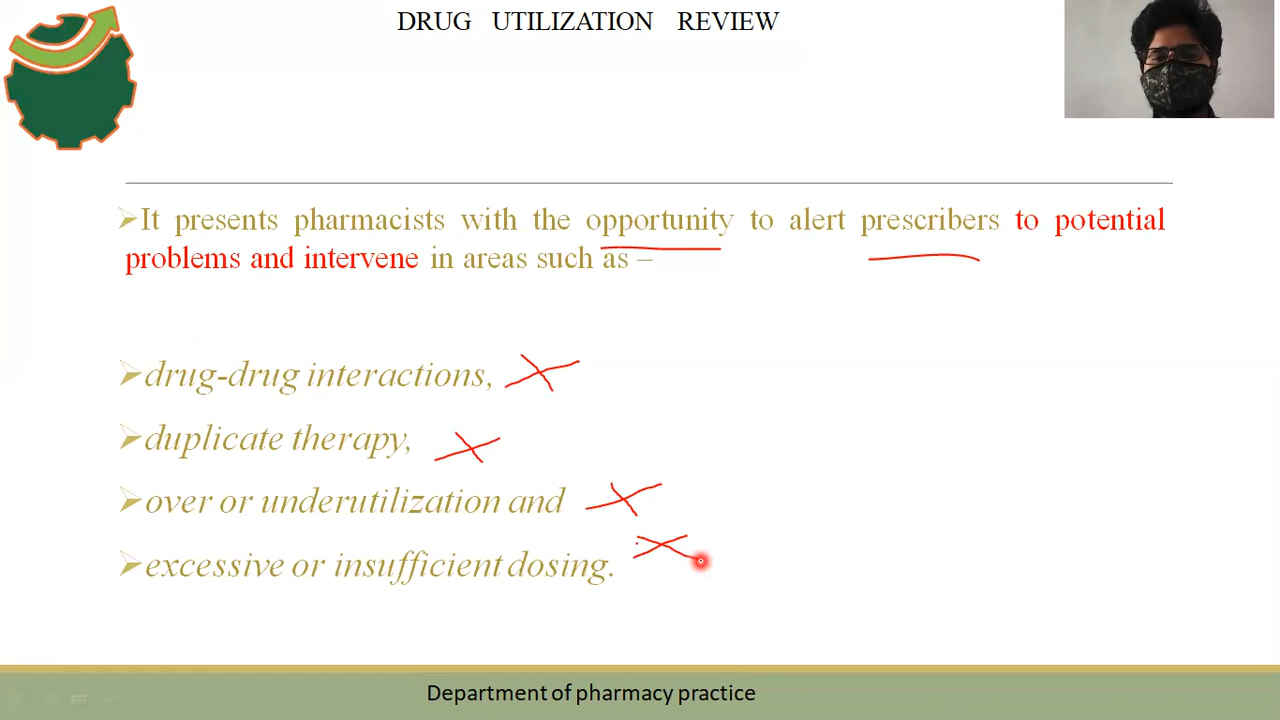 DRUG UTILIZATION REVIEW
It presents pharmacists with the opportunity to alert prescribers to potential
problems and intervene in areas such as –
drug-drug interactions,
duplicate therapy,
over or underutilization and
excessive or insufficient dosing.
Department of pharmacy practice